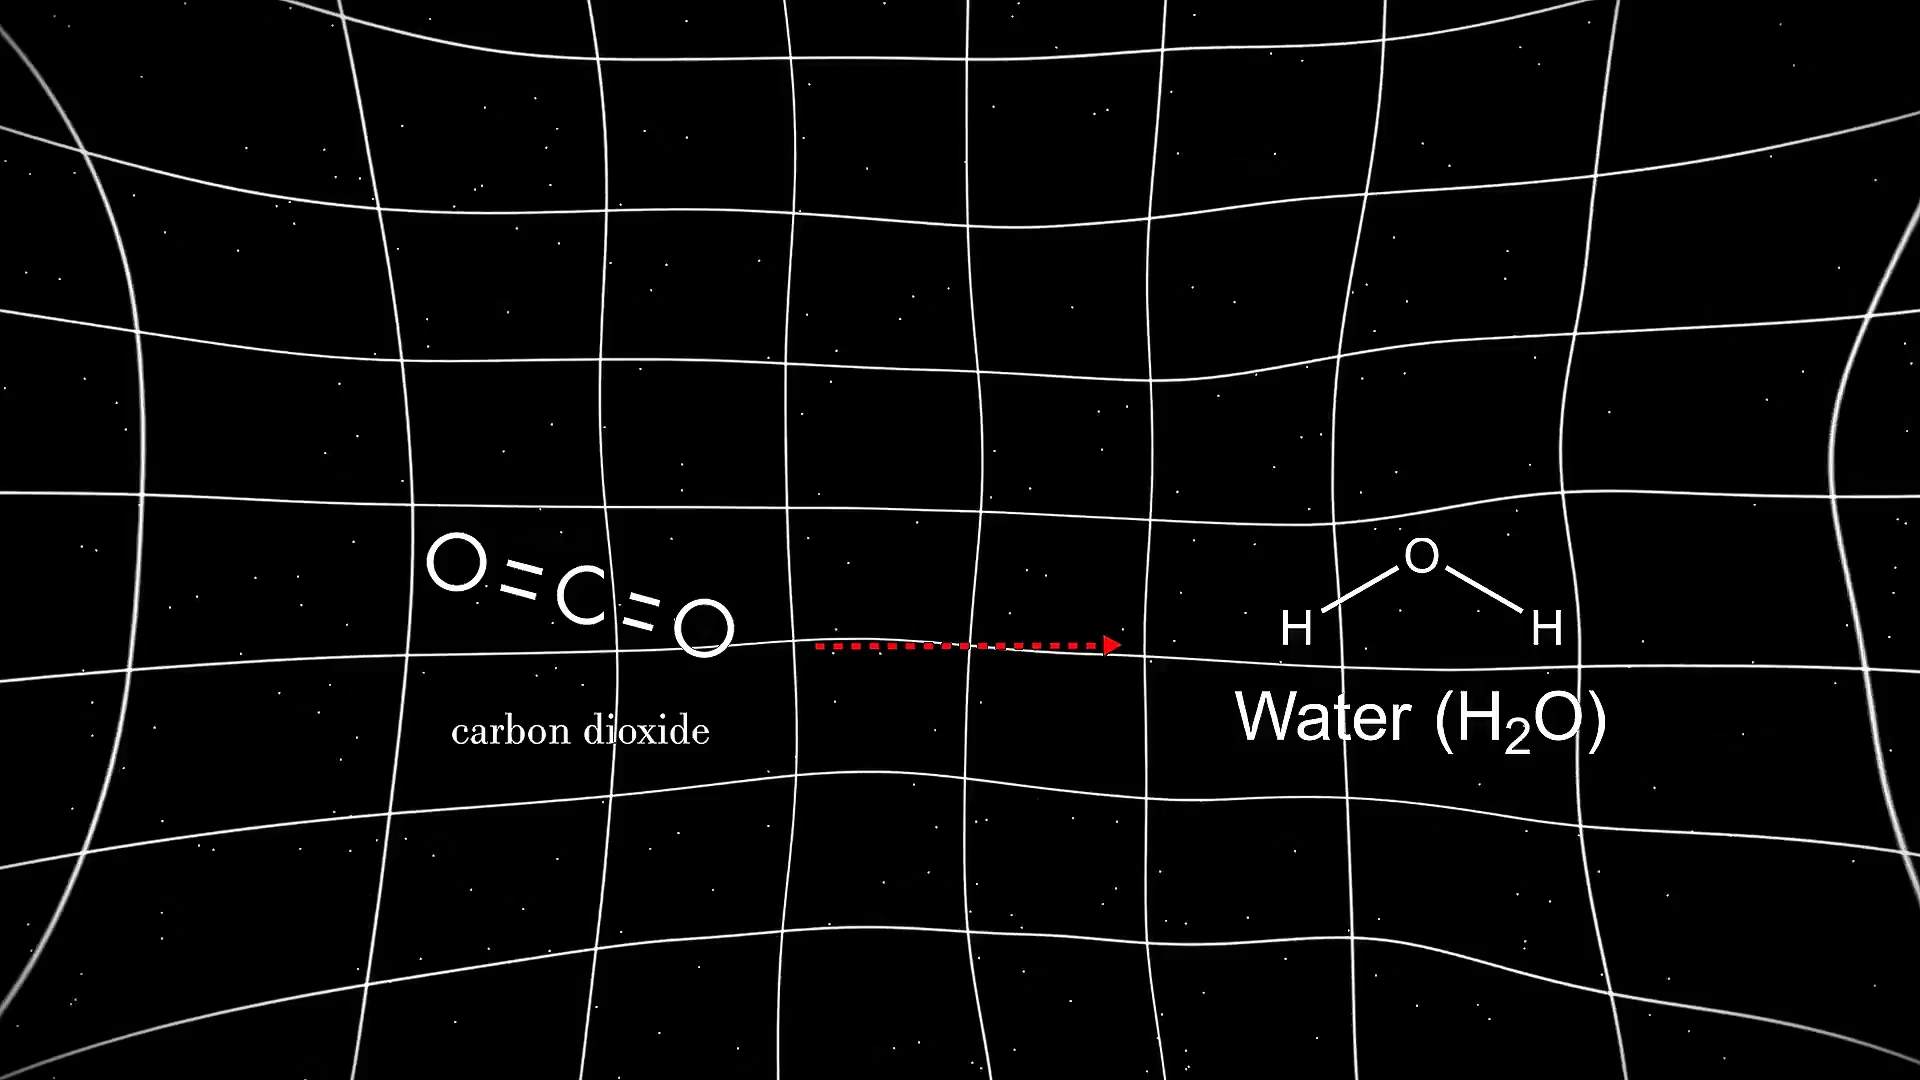 O=C=O
carbon dioxide
O
H H
Water (H₂O)